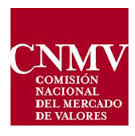 CNMV
COMISIÓN
NACIONAL
DEL MERCADO
DE VALORES